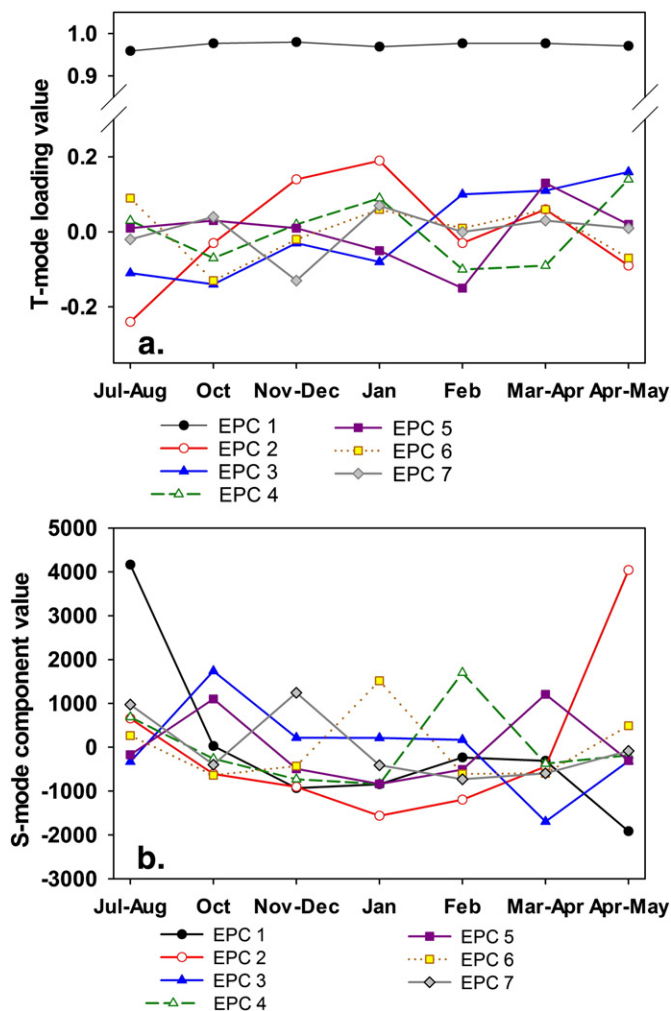 1.0
0.9
0.2
0.0
-0.2
T-mode loading value
a.
Jul-Aug Oct Nov-Dec Jan Feb Mar-Apr Apr-May
EPC 1
EPC 2
EPC 3
EPC 4
EPC 5
EPC 6
EPC 7
5000
4000
3000
2000
1000
0
-1000
-2000
-3000
S-mode component value
b.
Jul-Aug Oct Nov-Dec Jan Feb Mar-Apr Apr-May
EPC 1
EPC 2
EPC 3
EPC 4
EPC 5
EPC 6
EPC 7